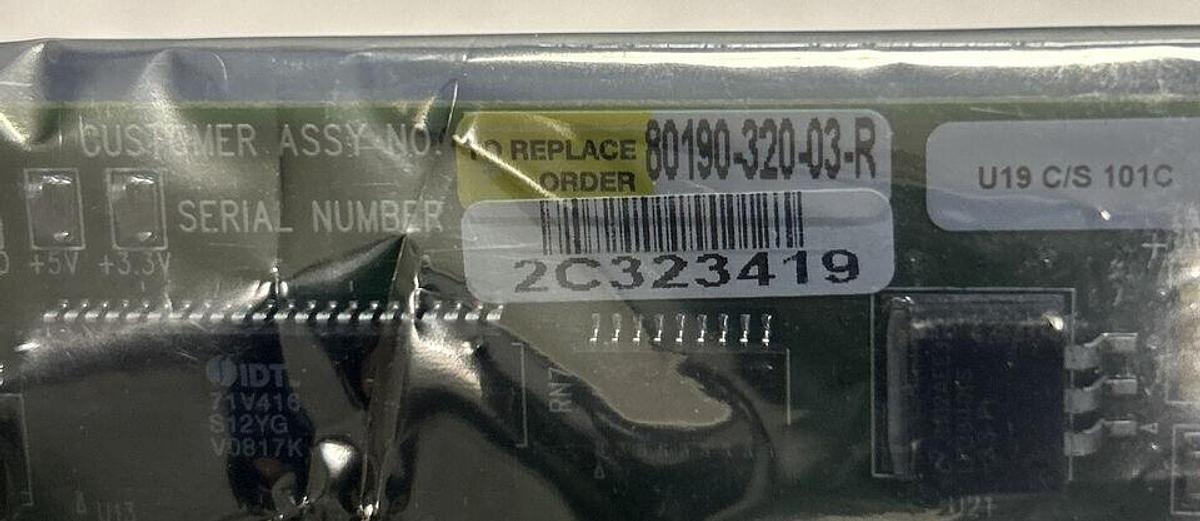 CUSTOMER ASSY NO.
TO REPLACE
ORDER
80190-320-03-R
U19 C/S 101C
SERIAL NUMBER
2C323419
+5V
+3.3V
IDT
71V416
S12YG
V0817K
RN7
U13
U21